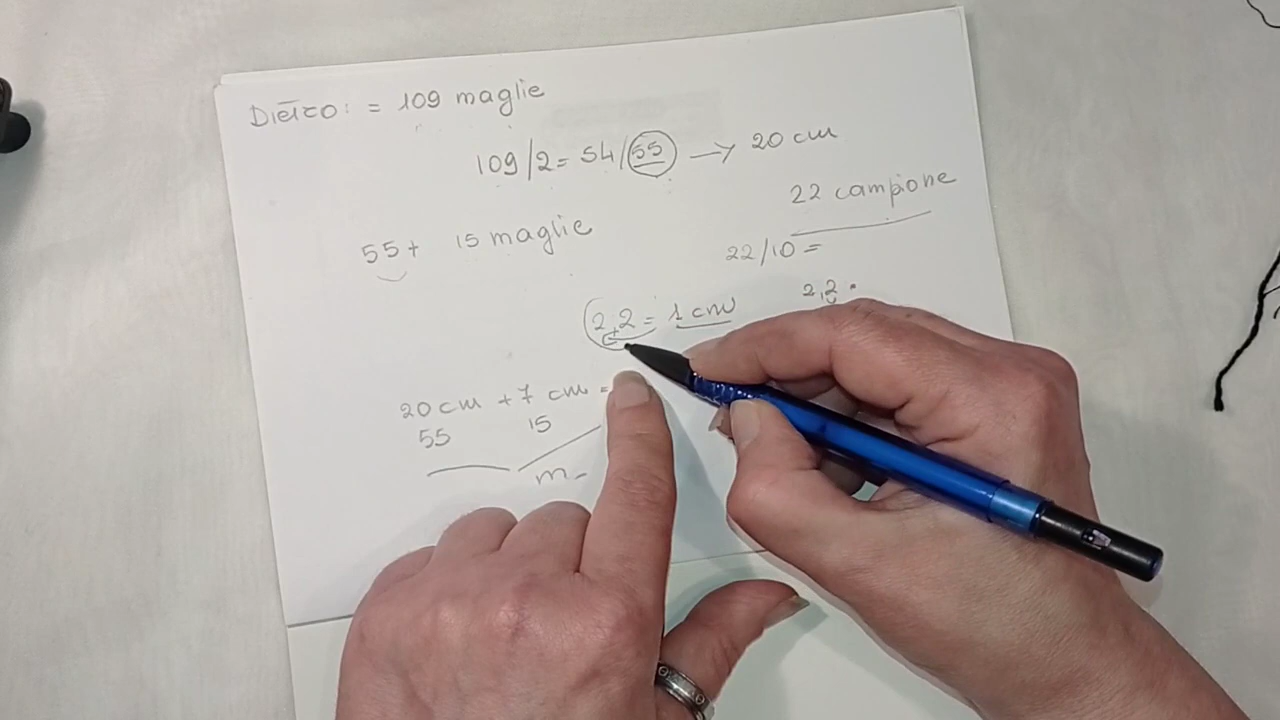 Dietro: = 109 maglie
109/2= 54/55 → 20 cm
22 campione
55+ 15 maglie
22/10 =
2,2 = 1 cm
2,2
20 cm + 7 cm =
55 15
m